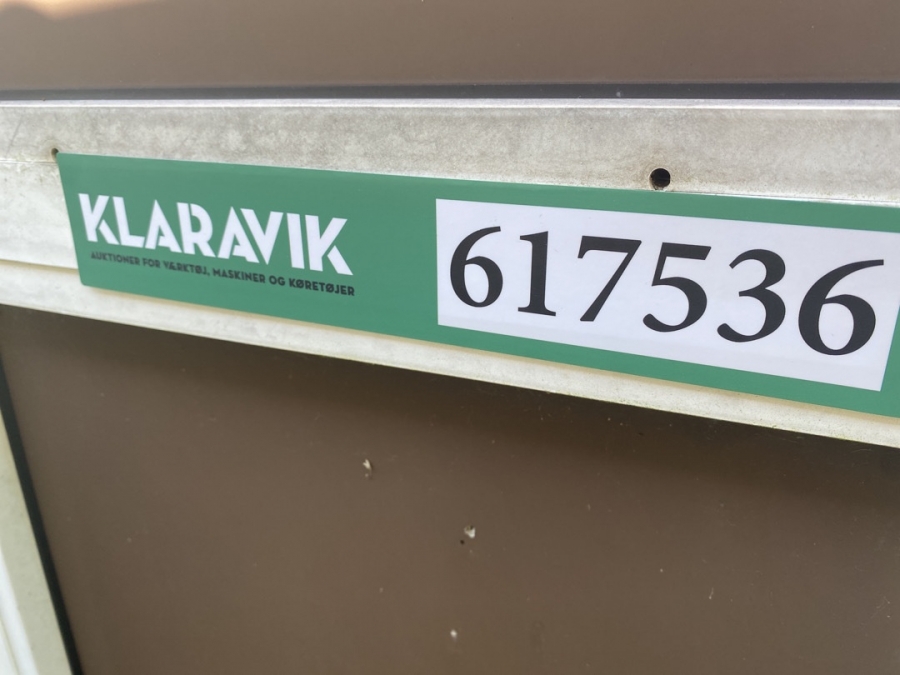 KLARAVIK
AUKTIONER FOR VÆRKTØJ, MASKINER OG KØRETØJER
617536